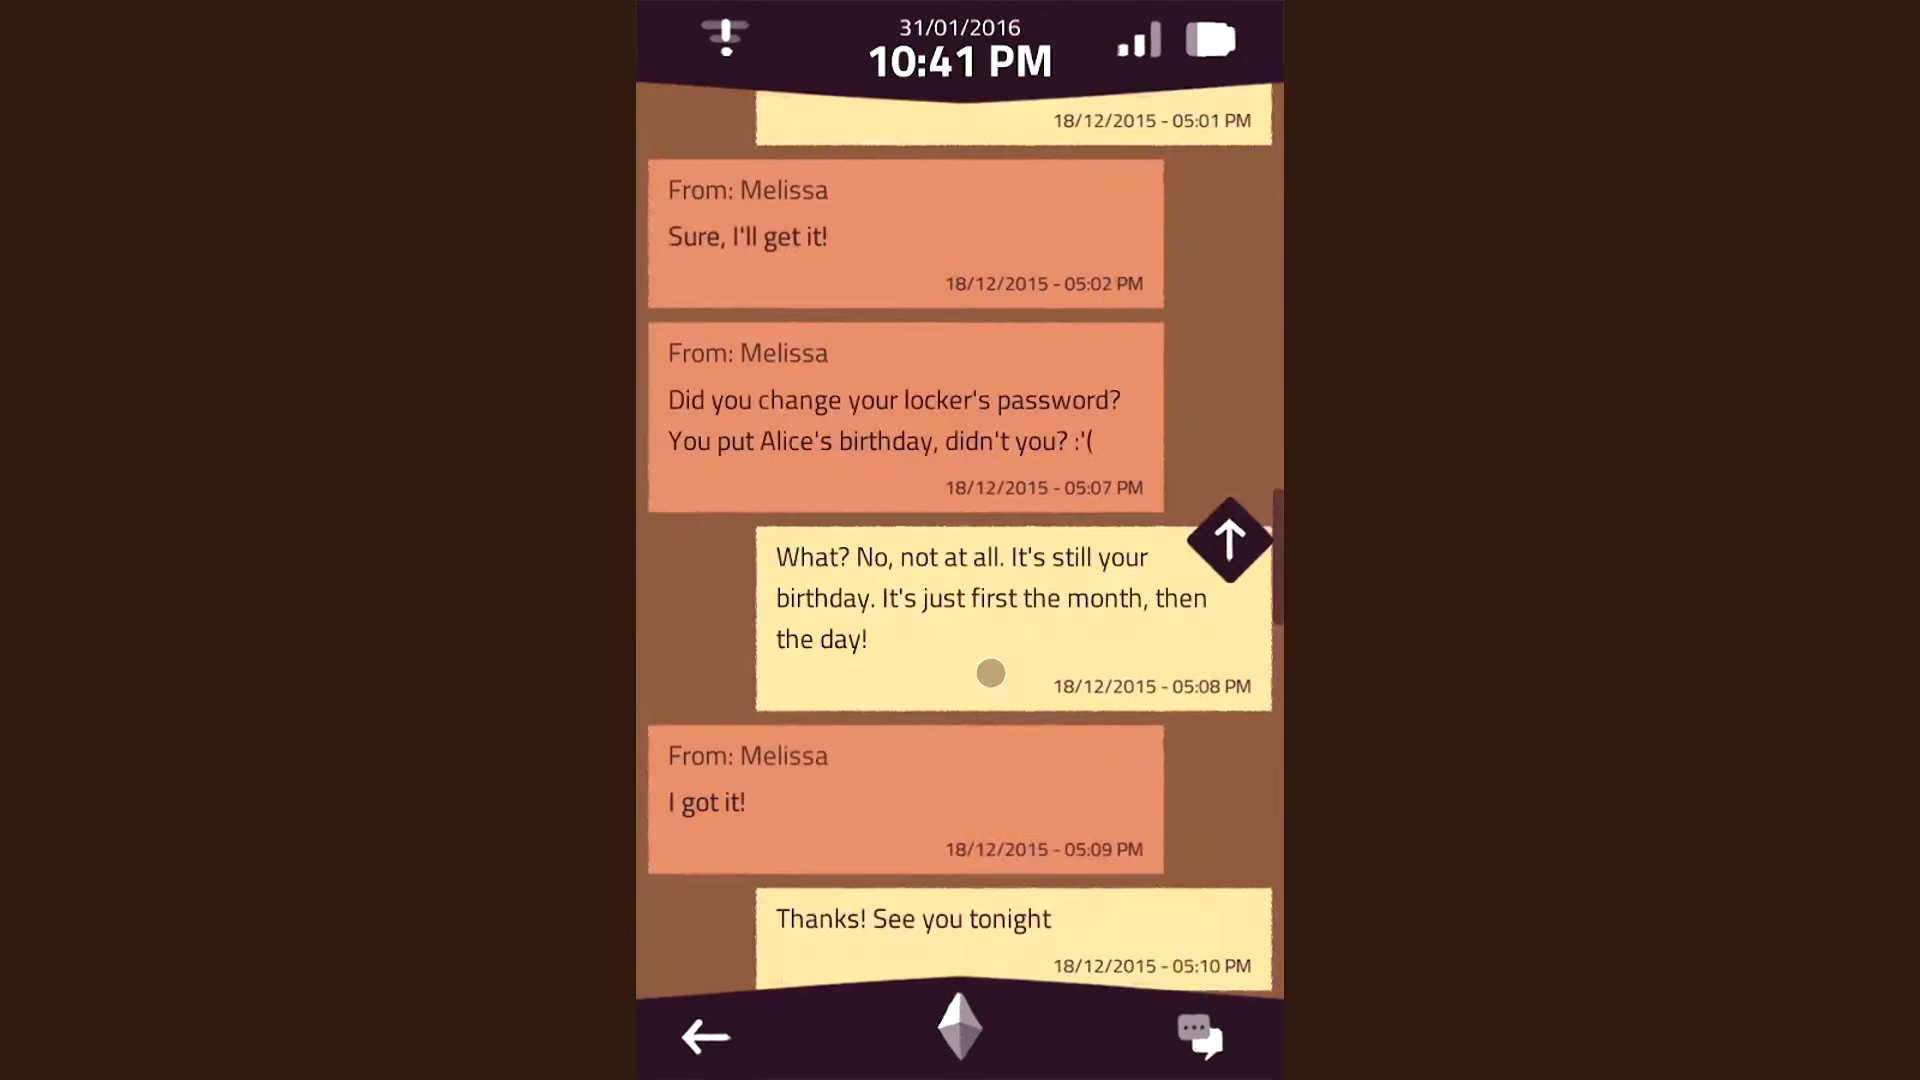 31/01/2016
10:41 PM
18/12/2015 - 05:01 PM
From: Melissa
Sure, I'll get it!
18/12/2015 - 05:02 PM
From: Melissa
Did you change your locker's password?
You put Alice's birthday, didn't you? :'(
18/12/2015 - 05:07 PM
What? No, not at all. It's still your
birthday. It's just first the month, then
the day!
18/12/2015 - 05:08 PM
From: Melissa
I got it!
18/12/2015 - 05:09 PM
Thanks! See you tonight
18/12/2015 - 05:10 PM